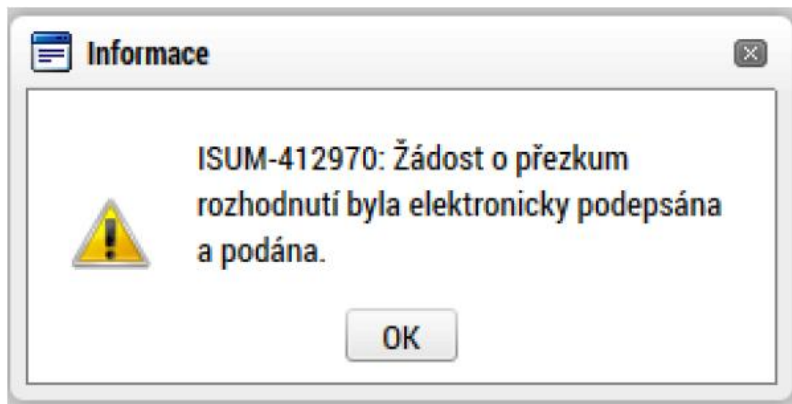 Informace
ISUM-412970: Žádost o přezkum
rozhodnutí byla elektronicky podepsána
a podána.
OK